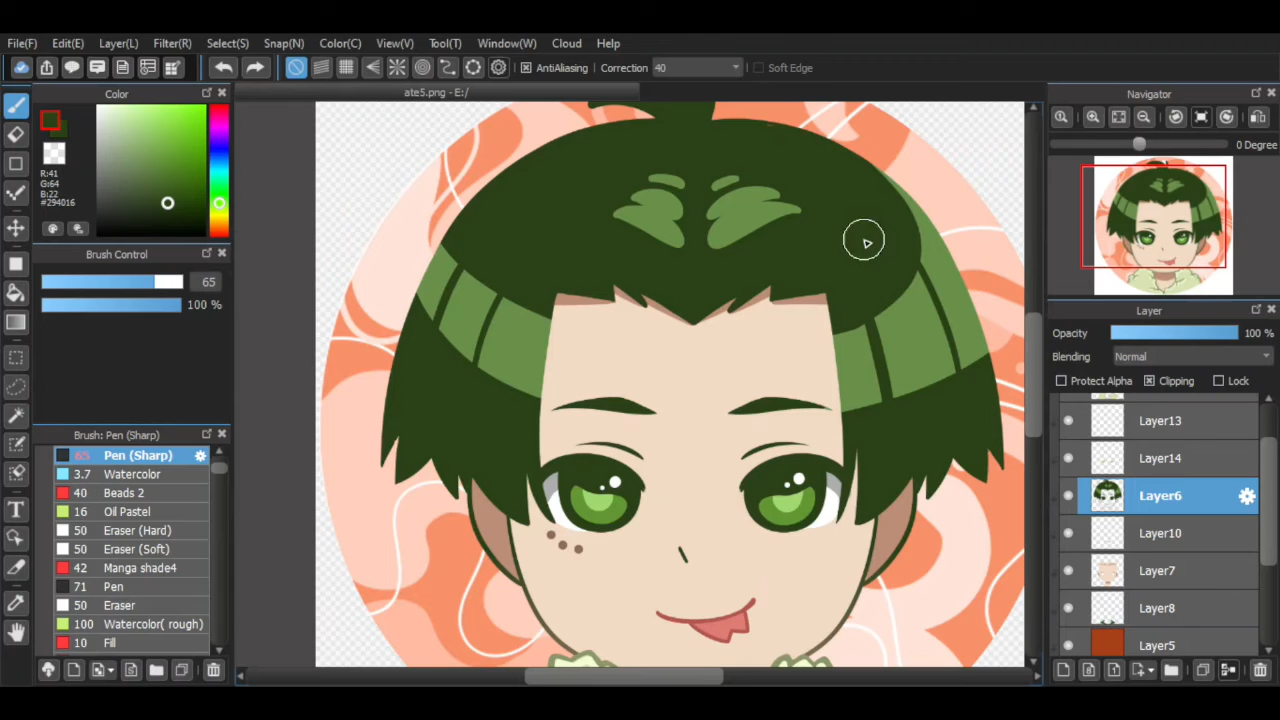 File(F) Edit(E) Layer(L) Filter(R) Select(S) Snap(N) Color(C) View(V) Tool(T) Window(W) Cloud Help
AntiAliasing Correction 40 Soft Edge
Color
ate5.png - E:/
Navigator
R:41
G:64
B:22
#294016
0 Degree
Brush Control
65
100 %
Layer
Opacity 100 %
Blending Normal
Protect Alpha Clipping Lock
Brush: Pen (Sharp)
65 Pen (Sharp)
3.7 Watercolor
40 Beads 2
16 Oil Pastel
50 Eraser (Hard)
50 Eraser (Soft)
42 Manga shade4
71 Pen
50 Eraser
100 Watercolor( rough)
10 Fill
Layer13
Layer14
Layer6
Layer10
Layer7
Layer8
Layer5